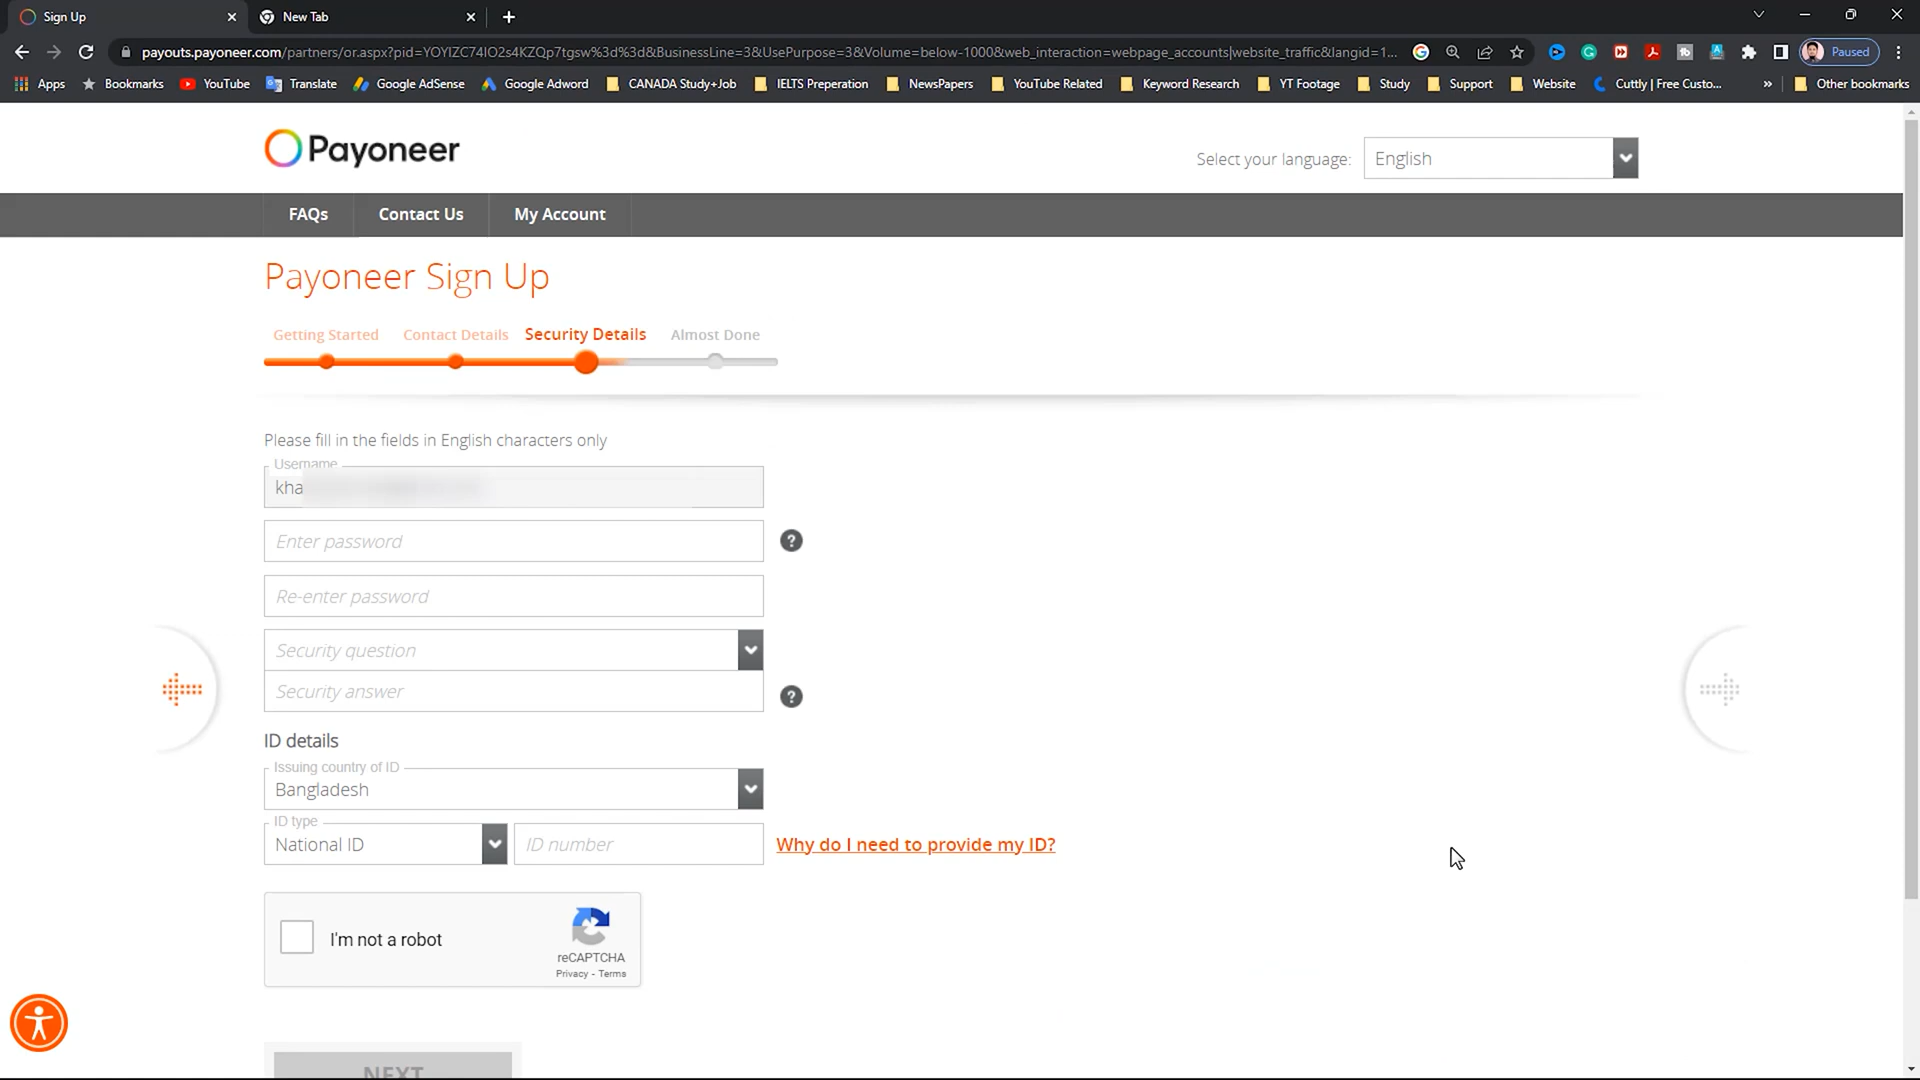 Sign Up
New Tab
payouts.payoneer.com/partners/or.aspx?pid=YOYIZC74IO2s4KZQp7tgsw%3d%3d&BusinessLine=3&UsePurpose=3&Volume=below-1000&web_interaction=webpage_accounts|website_traffic&langid=1...
Paused
Apps Bookmarks YouTube Translate Google AdSense Google Adword CANADA Study+Job IELTS Preperation NewsPapers YouTube Related Keyword Research YT Footage Study Support Website Cuttly | Free Custo... » Other bookmarks
Payoneer
Select your language: English
FAQs Contact Us My Account
Payoneer Sign Up
Getting Started Contact Details Security Details Almost Done
Please fill in the fields in English characters only
Username
kha
Enter password
?
Re-enter password
Security question
Security answer
?
ID details
Issuing country of ID
Bangladesh
ID type
National ID
ID number
Why do I need to provide my ID?
I'm not a robot
reCAPTCHA
Privacy - Terms
NEXT